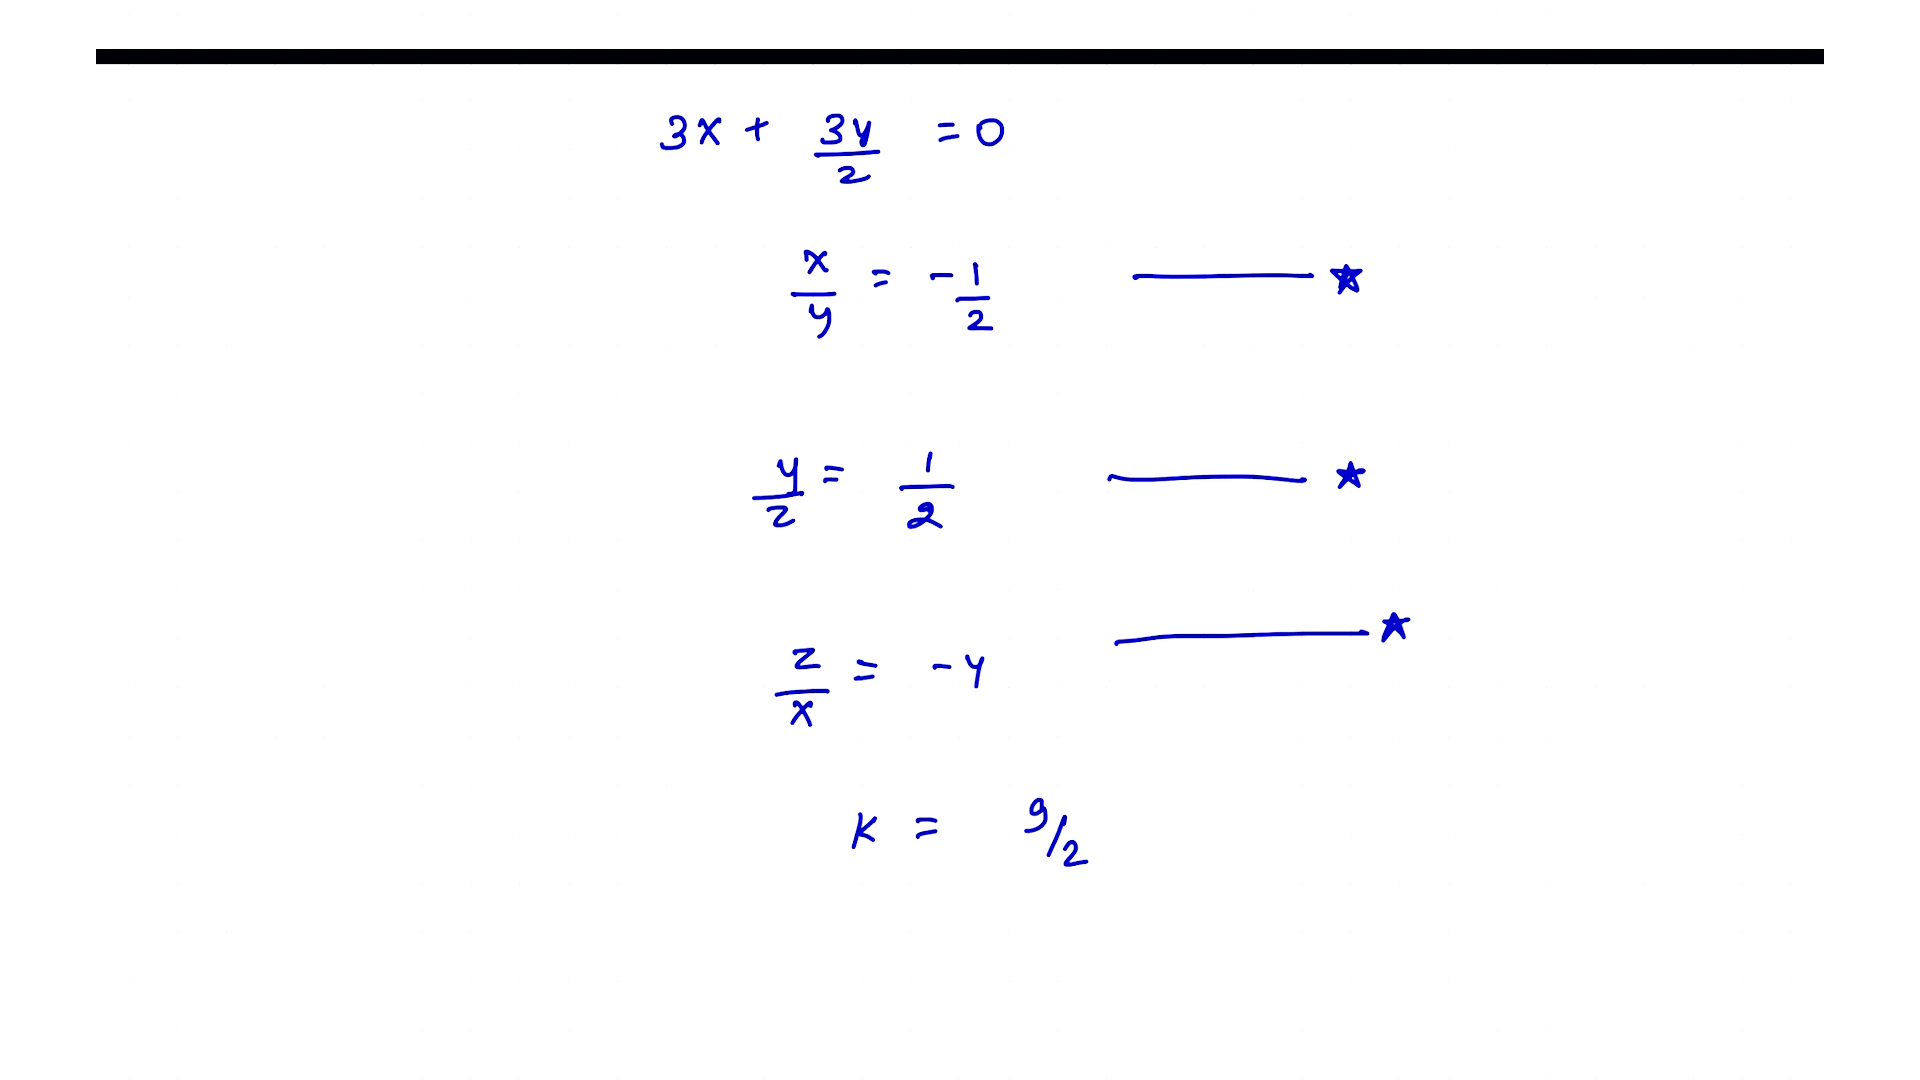 3x + 3y/2 = 0
x/y = -1/2 ——— ★
y/z = 1/2 ——— ★
z/x = -4 ——— ★
K = 9/2